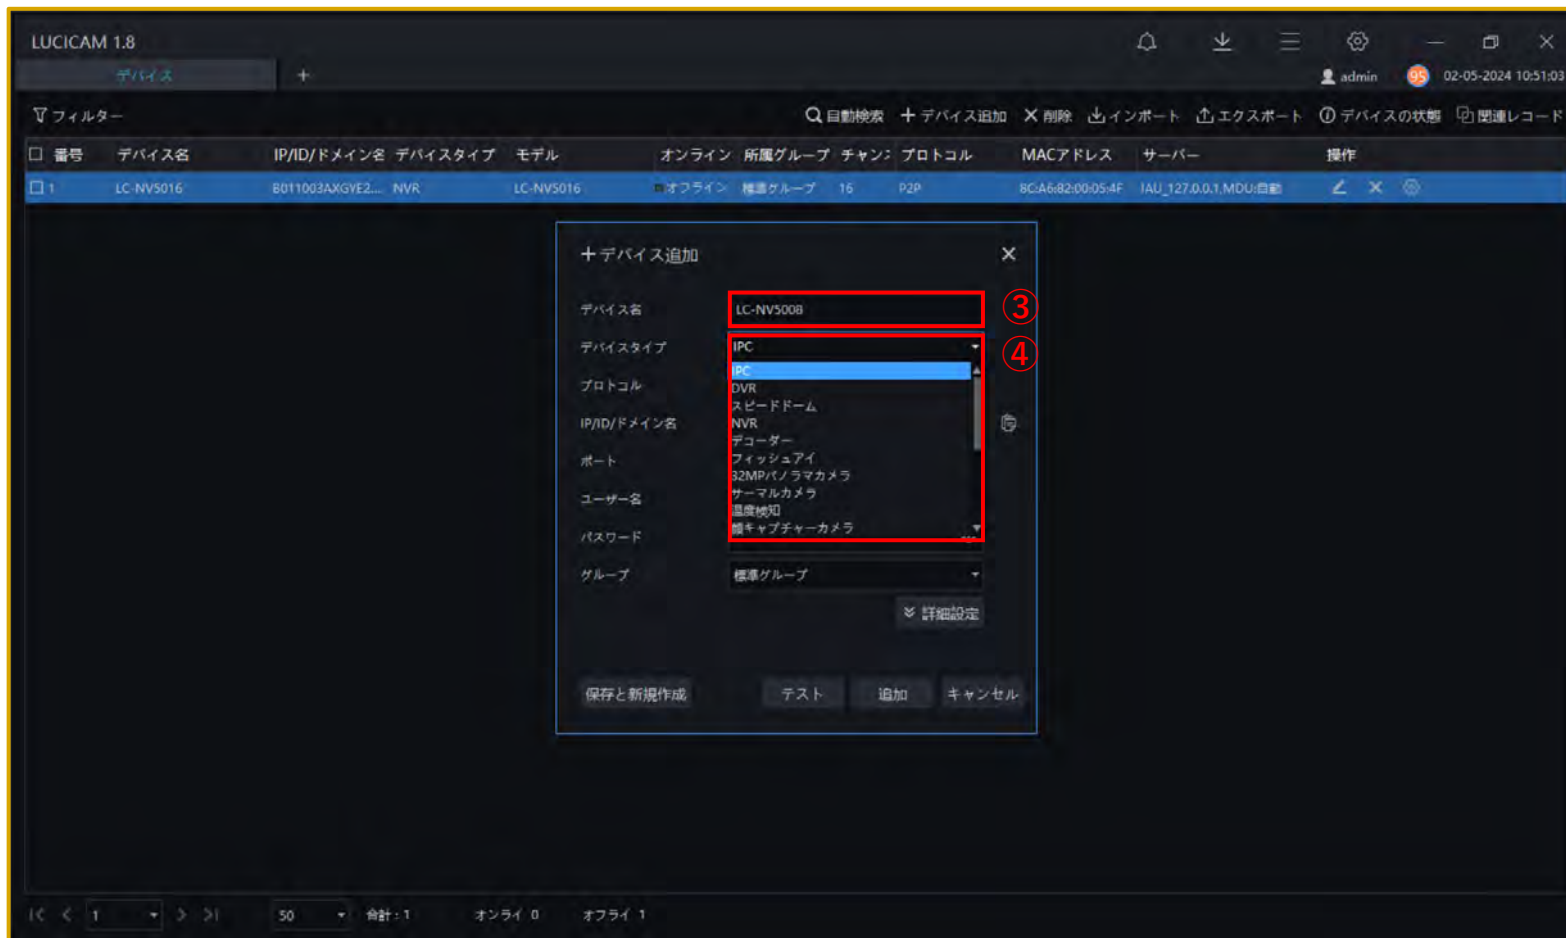 LUCICAM 1.8
デバイス +
admin 95 02-05-2024 10:51:03
フィルター 自動検索 デバイス追加 削除 インポート エクスポート デバイスの状態 関連レコード
番号 デバイス名 IP/ID/ドメイン名 デバイスタイプ モデル オンライン 所属グループ チャンネ プロトコル MACアドレス サーバー 操作
1 LC-NV5016 B011003AXGYE2... NVR LC-NV5016 オフライン 標準グループ 16 P2P 8C:A6:82:00:05:4F IAU_127.0.0.1,MDU:自動
+デバイス追加
デバイス名 LC-NV5008 ③
デバイスタイプ IPC ④
IPC
プロトコル
DVR
スピードドーム
IP/ID/ドメイン名
NVR
デコーダー
ポート
フィッシュアイ
32MPパノラマカメラ
ユーザー名
サーマルカメラ
温度検知
顔キャプチャーカメラ
パスワード
グループ 標準グループ
詳細設定
保存と新規作成 テスト 追加 キャンセル
1 50 合計:1 オンライ 0 オフライ 1